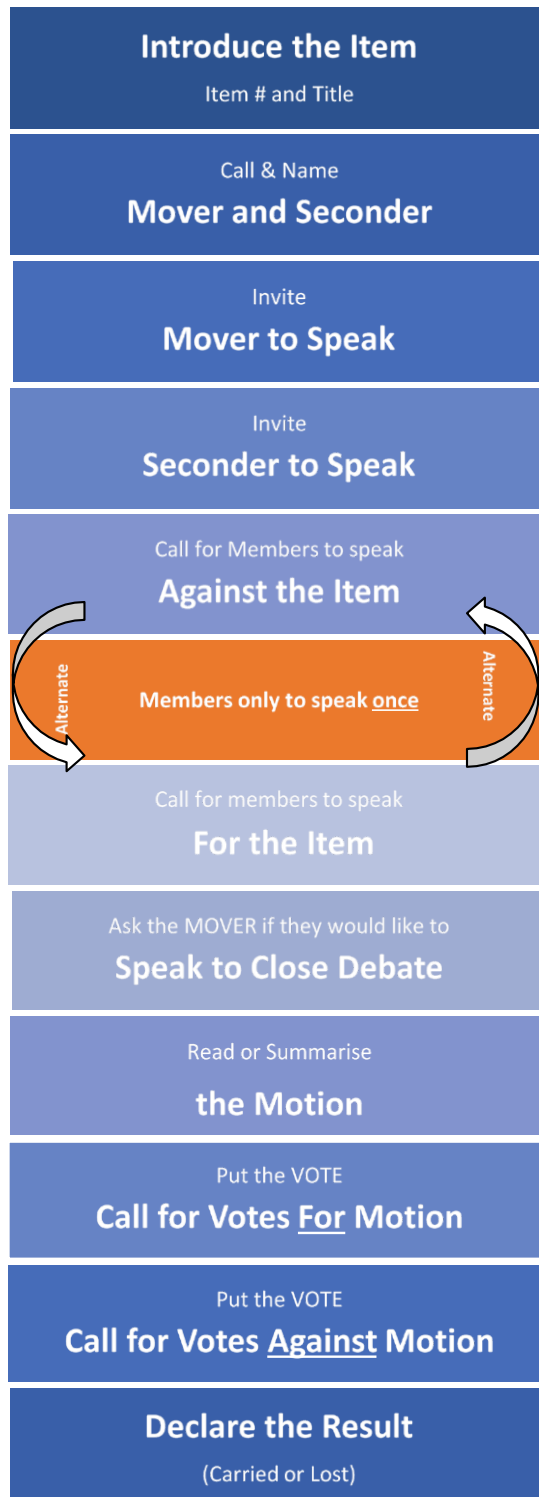 Introduce the Item
Item # and Title
Call & Name
Mover and Seconder
Invite
Mover to Speak
Invite
Seconder to Speak
Call for Members to speak
Against the Item
Alternate
Members only to speak once
Alternate
Call for members to speak
For the Item
Ask the MOVER if they would like to
Speak to Close Debate
Read or Summarise
the Motion
Put the VOTE
Call for Votes For Motion
Put the VOTE
Call for Votes Against Motion
Declare the Result
(Carried or Lost)